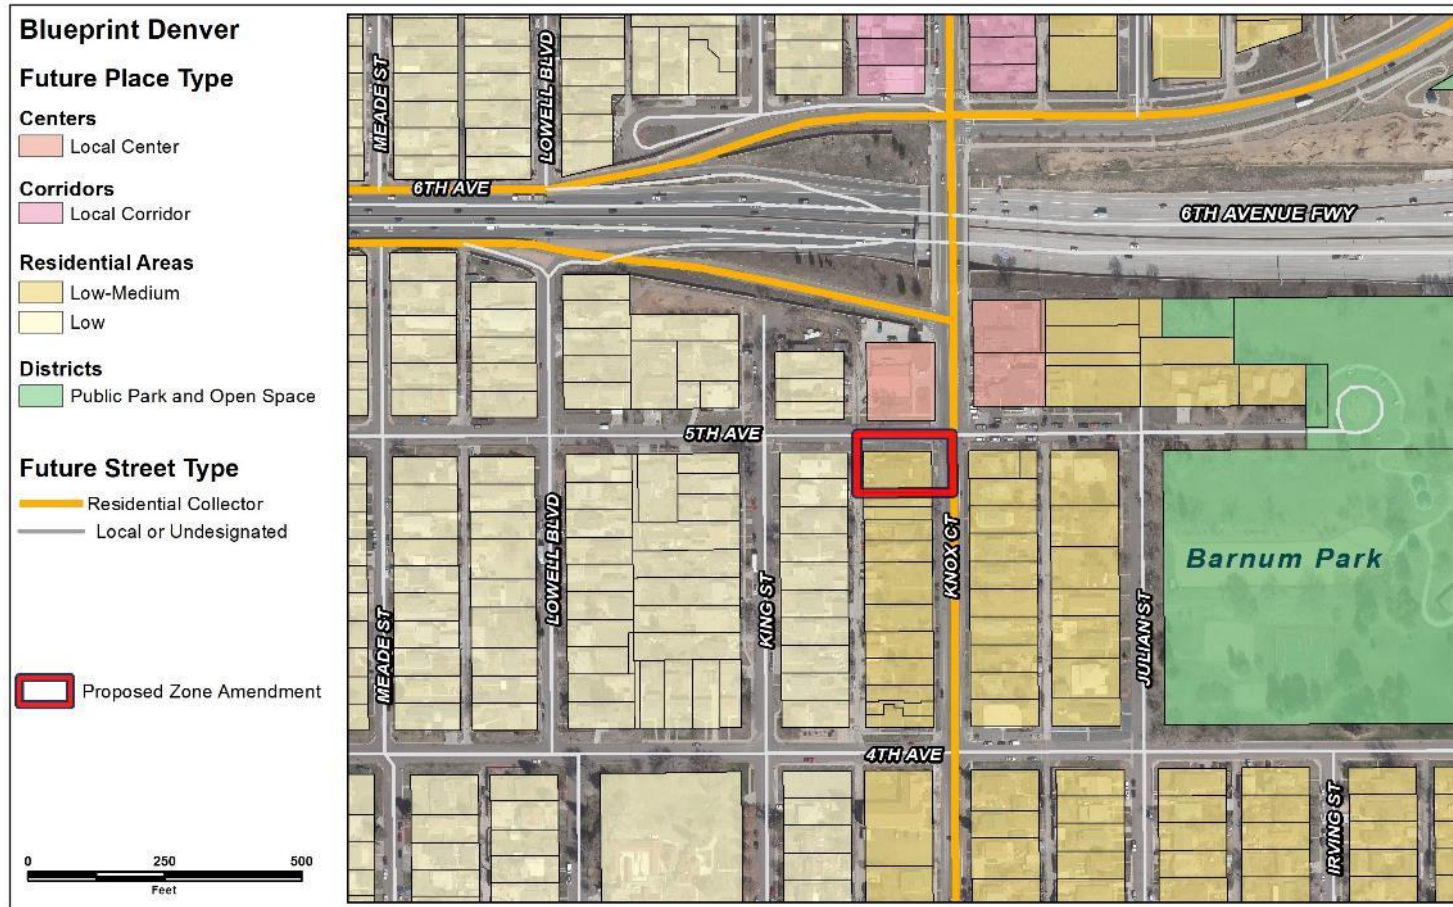 Blueprint Denver
Future Place Type
Centers
Local Center
Corridors
Local Corridor
Residential Areas
Low-Medium
Low
Districts
Public Park and Open Space
Future Street Type
Residential Collector
Local or Undesignated
Proposed Zone Amendment
0 250 500
Feet
MEADE ST
LOWELL BLVD
6TH AVE
6TH AVENUE FWY
5TH AVE
MEADE ST
LOWELL BLVD
KING ST
KNOX CT
JULIAN ST
Barnum Park
4TH AVE
IRVING ST